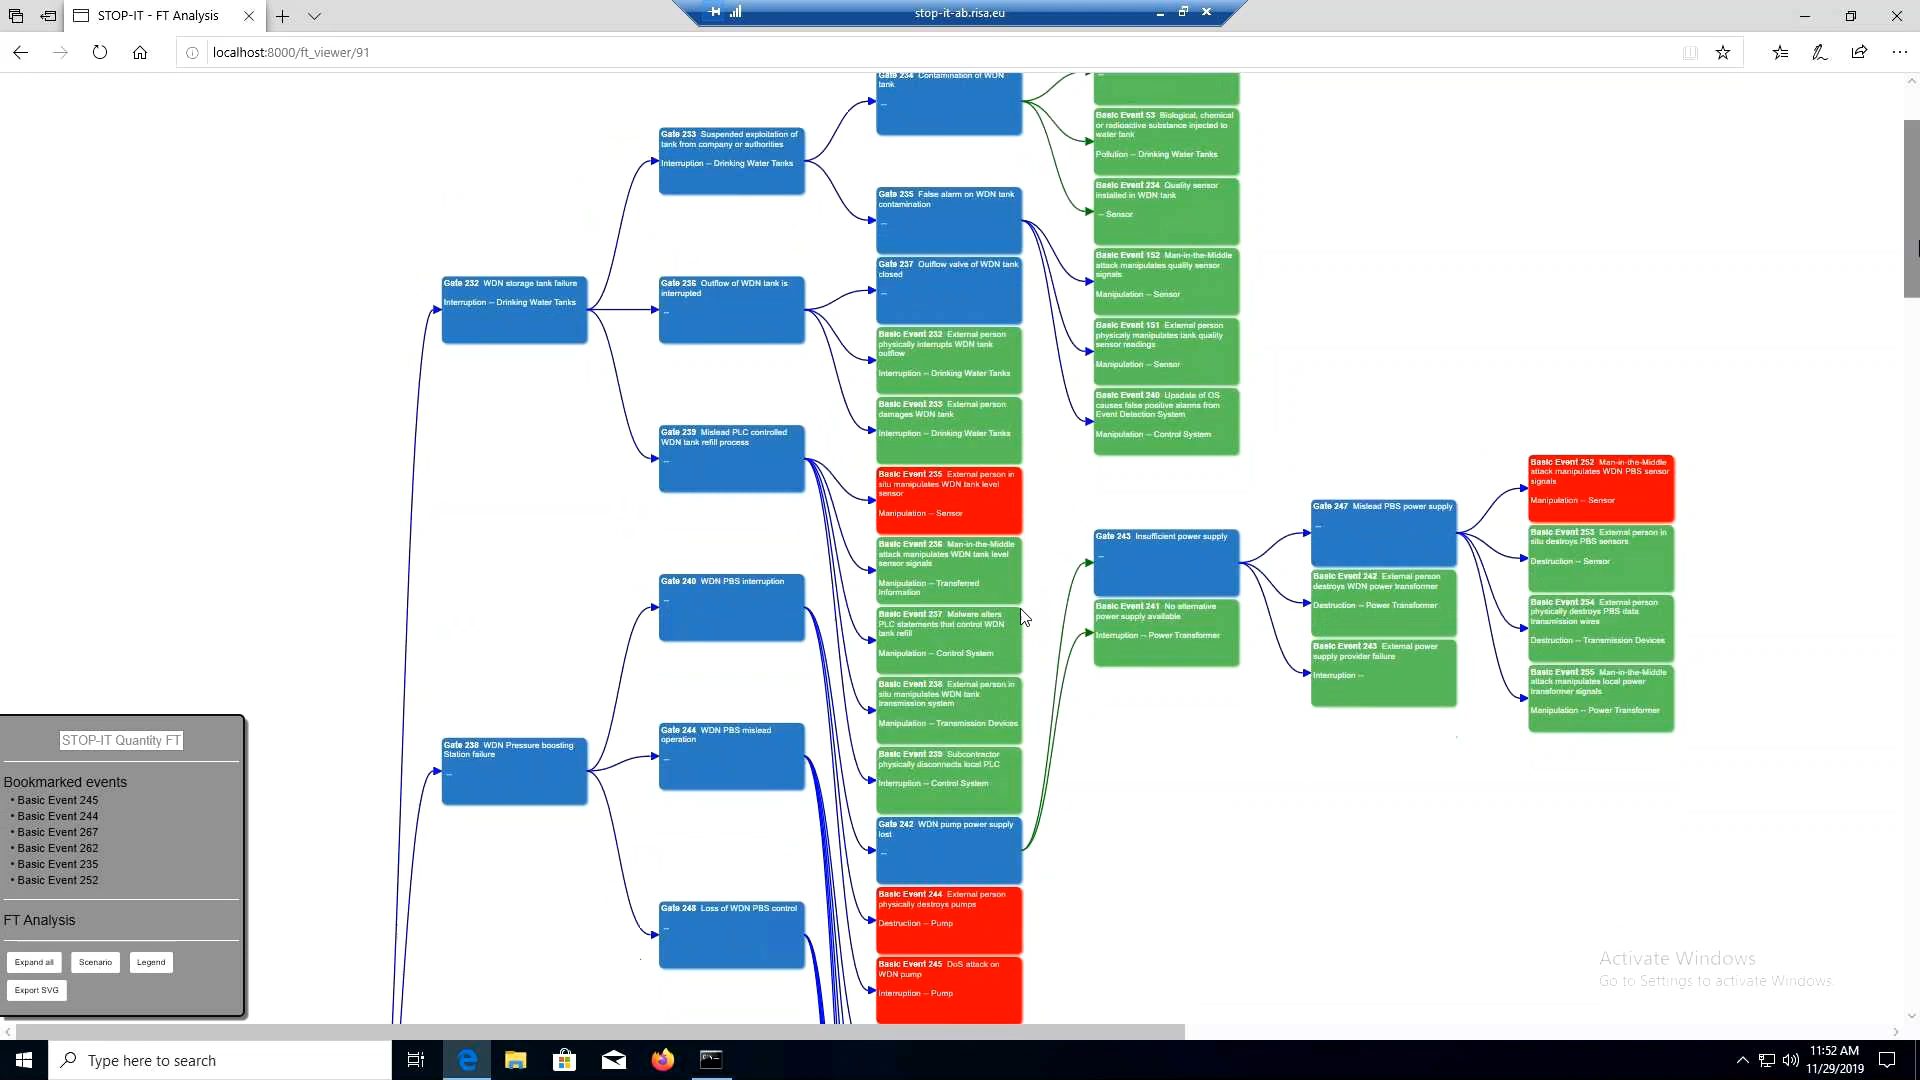 STOP-IT - FT Analysis
stop-it-ab.risa.eu
localhost:8000/ft_viewer/91
Gate 234 Contamination of WDN
tank
--
--
Basic Event 53 Biological, chemical
or radioactive substance injected to
water tank
Pollution -- Drinking Water Tanks
Gate 233 Suspended exploitation of
tank from company or authorities
Interruption -- Drinking Water Tanks
Basic Event 234 Quality sensor
installed in WDN tank
-- Sensor
Gate 235 False alarm on WDN tank
contamination
--
Basic Event 152 Man-in-the-Middle
attack manipulates quality sensor
signals
Manipulation -- Sensor
Gate 237 Outflow valve of WDN tank
closed
--
Gate 232 WDN storage tank failure
Interruption -- Drinking Water Tanks
Gate 236 Outflow of WDN tank is
interrupted
--
Basic Event 151 External person
physicaly manipulates tank quality
sensor readings
Manipulation -- Sensor
Basic Event 232 External person
physically interrupts WDN tank
outflow
Interruption -- Drinking Water Tanks
Basic Event 240 Upadate of OS
causes false positive alarms from
Event Detection System
Manipulation -- Control System
Basic Event 233 External person
damages WDN tank
Interruption -- Drinking Water Tanks
Gate 239 Mislead PLC controlled
WDN tank refill process
--
Basic Event 235 External person in
situ manipulates WDN tank level
sensor
Manipulation -- Sensor
Basic Event 252 Man-in-the-Middle
attack manipulates WDN PBS sensor
signals
Manipulation -- Sensor
Gate 247 Mislead PBS power supply
--
Gate 243 Insufficient power supply
--
Basic Event 253 External person in
situ destroys PBS sensors
Destruction -- Sensor
Basic Event 236 Man-in-the-Middle
attack manipulates WDN tank level
sensor signals
Manipulation -- Transferred
Information
Gate 240 WDN PBS interruption
--
Basic Event 242 External person
destroys WDN power transformer
Destruction -- Power Transformer
Basic Event 241 No alternative
power supply available
Interruption -- Power Transformer
Basic Event 254 External person
physically destroys PBS data
transmission wires
Destruction -- Transmission Devices
Basic Event 237 Malware alters
PLC statements that control WDN
tank refill
Manipulation -- Control System
Basic Event 243 External power
supply provider failure
Interruption --
Basic Event 255 Man-in-the-Middle
attack manipulates local power
transformer signals
Manipulation -- Power Transformer
Basic Event 238 External person in
situ manipulates WDN tank
transmission system
Manipulation -- Transmission Devices
Gate 244 WDN PBS mislead
operation
--
Gate 238 WDN Pressure boosting
Station failure
--
Basic Event 239 Subcontractor
physically disconnects local PLC
Interruption -- Control System
Gate 242 WDN pump power supply
lost
--
Basic Event 244 External person
physically destroys pumps
Destruction -- Pump
Gate 248 Loss of WDN PBS control
--
Basic Event 245 DoS attack on
WDN pump
Interruption -- Pump
STOP-IT Quantity FT
Bookmarked events
• Basic Event 245
• Basic Event 244
• Basic Event 267
• Basic Event 262
• Basic Event 235
• Basic Event 252
FT Analysis
Expand all
Scenario
Legend
Export SVG
Activate Windows
Go to Settings to activate Windows.
Type here to search
11:52 AM
11/29/2019